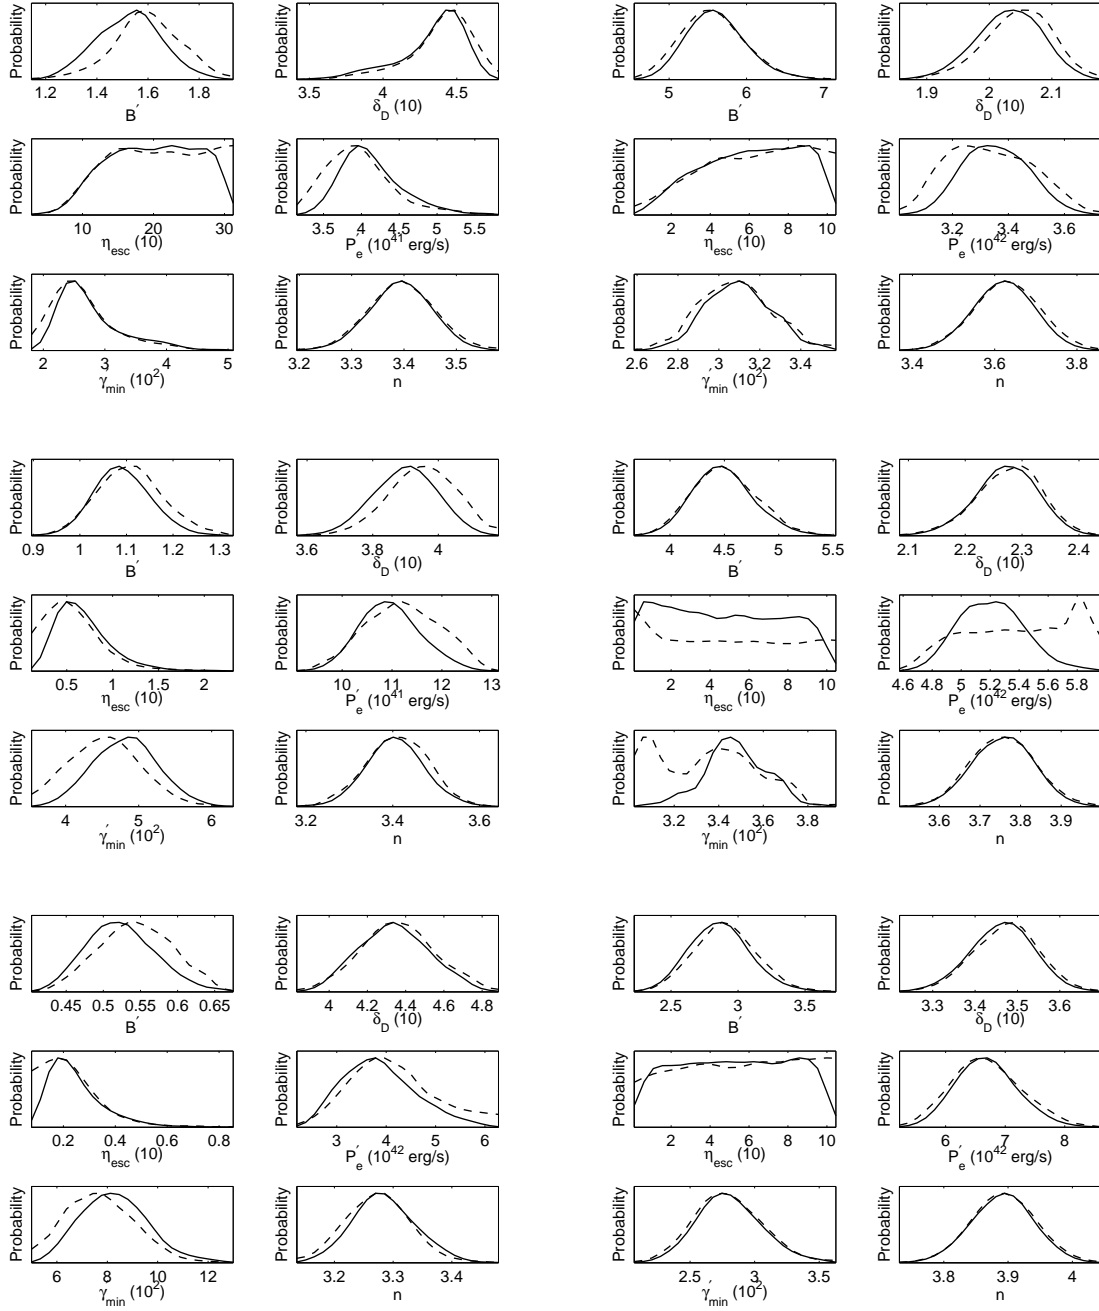 Probability Probability Probability Probability
1.2 1.4 1.6 1.8 3.5 4 4.5 5 6 7 1.9 2 2.1
B′ δD (10) B′ δD (10)
Probability Probability Probability Probability
10 20 30 3.5 4 4.5 5 5.5 2 4 6 8 10 3.2 3.4 3.6
ηesc (10) P′e (10^41 erg/s) ηesc (10) P′e (10^42 erg/s)
Probability Probability Probability Probability
2 3 4 5 3.2 3.3 3.4 3.5 2.6 2.8 3 3.2 3.4 3.4 3.6 3.8
γ′min (10^2) n γ′min (10^2) n
Probability Probability Probability Probability
0.9 1 1.1 1.2 1.3 3.6 3.8 4 4 4.5 5 5.5 2.1 2.2 2.3 2.4
B′ δD (10) B′ δD (10)
Probability Probability Probability Probability
0.5 1 1.5 2 10 11 12 13 2 4 6 8 10 4.6 4.8 5 5.2 5.4 5.6 5.8
ηesc (10) P′e (10^41 erg/s) ηesc (10) P′e (10^42 erg/s)
Probability Probability Probability Probability
4 5 6 3.2 3.4 3.6 3.2 3.4 3.6 3.8 3.6 3.7 3.8 3.9
γ′min (10^2) n γ′min (10^2) n
Probability Probability Probability Probability
0.45 0.5 0.55 0.6 0.65 4 4.2 4.4 4.6 4.8 2.5 3 3.5 3.3 3.4 3.5 3.6
B′ δD (10) B′ δD (10)
Probability Probability Probability Probability
0.2 0.4 0.6 0.8 3 4 5 6 2 4 6 8 10 6 7 8
ηesc (10) P′e (10^42 erg/s) ηesc (10) P′e (10^42 erg/s)
Probability Probability Probability Probability
6 8 10 12 3.2 3.3 3.4 2.5 3 3.5 3.8 3.9 4
γ′min (10^2) n γ′min (10^2) n